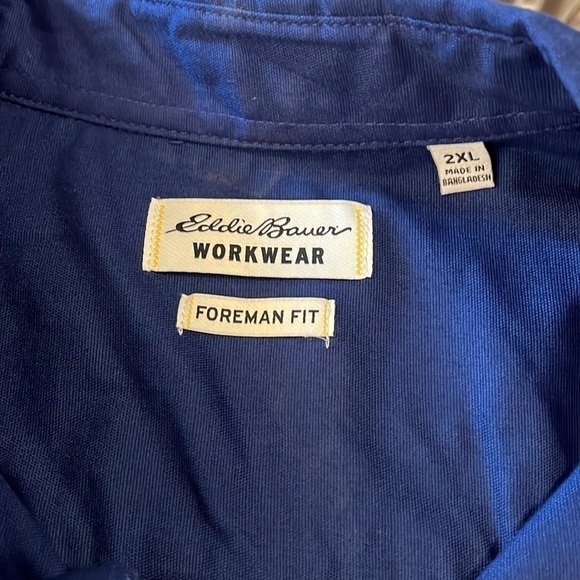 2XL
MADE IN
BANGLADESH
Eddie Bauer
WORKWEAR
FOREMAN FIT